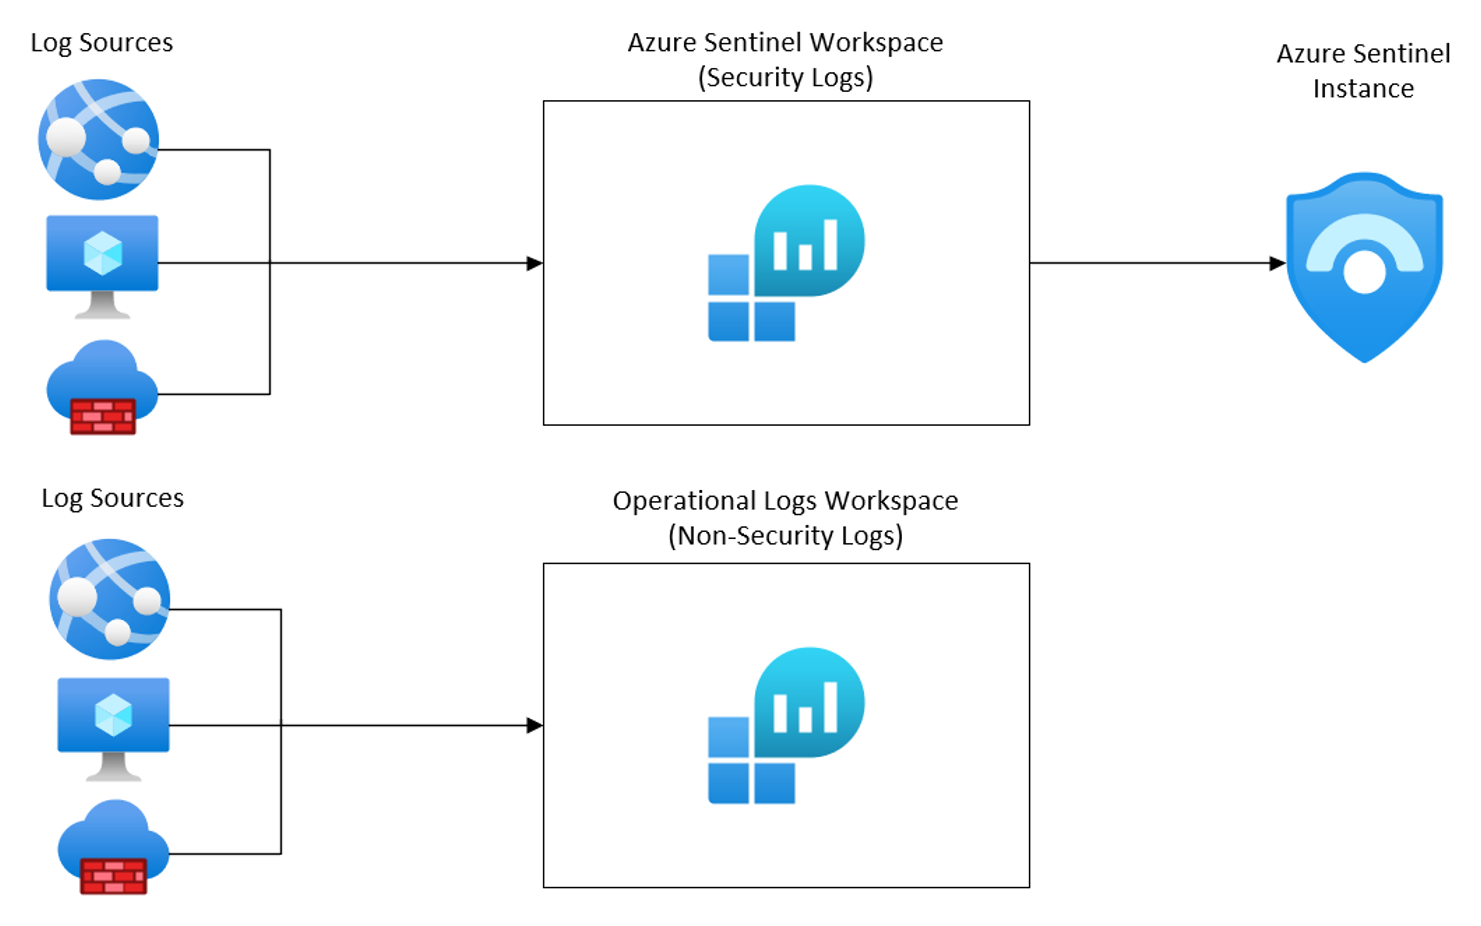 Log Sources
Azure Sentinel Workspace
(Security Logs)
Azure Sentinel
Instance
Log Sources
Operational Logs Workspace
(Non-Security Logs)